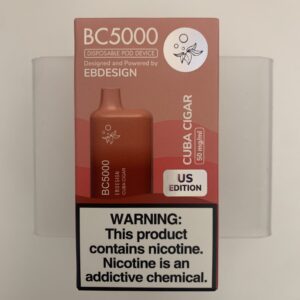 BC5000
DISPOSABLE POD DEVICE
Designed and Powered by
EBDESIGN
CUBA CIGAR
50 mg/ml
US
EDITION
BC5000
EBDESIGN
CUBA CIGAR
WARNING:
This product
contains nicotine.
Nicotine is an
addictive chemical.